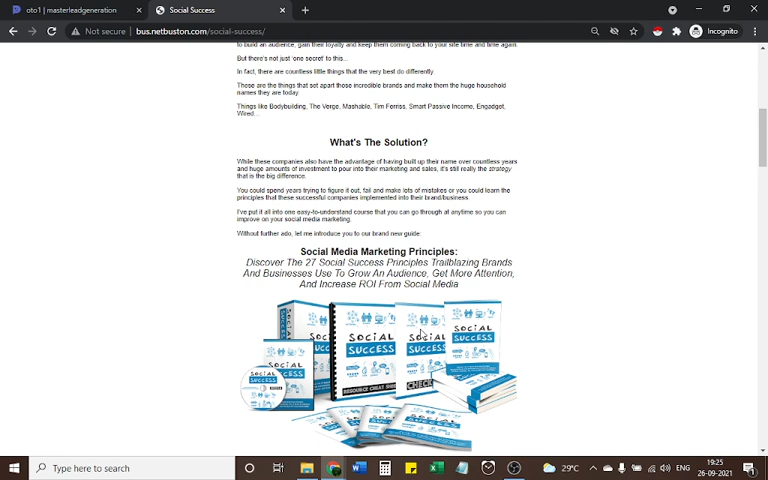 oto1 | masterleadgeneration
Social Success
Not secure
bus.netbuston.com/social-success/
Incognito
to build an audience, gain their loyalty and keep them coming back to your site time and time again.
But there's not just 'one secret' to this...
In fact, there are countless little things that the very best do differently.
These are the things that set apart those incredible brands and make them the huge household
names they are today.
Things like Bodybuilding, The Verge, Mashable, Tim Ferriss, Smart Passive Income, Engadget,
Wired...
What's The Solution?
While these companies also have the advantage of having built up their name over countless years
and huge amounts of investment to pour into their marketing and sales, it's still really the strategy
that is the big difference.
You could spend years trying to figure it out, fail and make lots of mistakes or you could learn the
principles that these successful companies implemented into their brand/business.
I've put it all into one easy-to-understand course that you can go through at anytime so you can
improve on your social media marketing.
Without further ado, let me introduce you to our brand new guide:
Social Media Marketing Principles:
Discover The 27 Social Success Principles Trailblazing Brands
And Businesses Use To Grow An Audience, Get More Attention,
And Increase ROI From Social Media
SOCIAL
SUCCESS
SOCIAL
SUCCESS
SOCIAL
SUCCESS
SOCIAL
SUCCESS
SOCIAL
SUCCESS
RESOURCE CHEAT SHEET
CHECK
Type here to search
29°C
ENG
19:25
26-09-2021